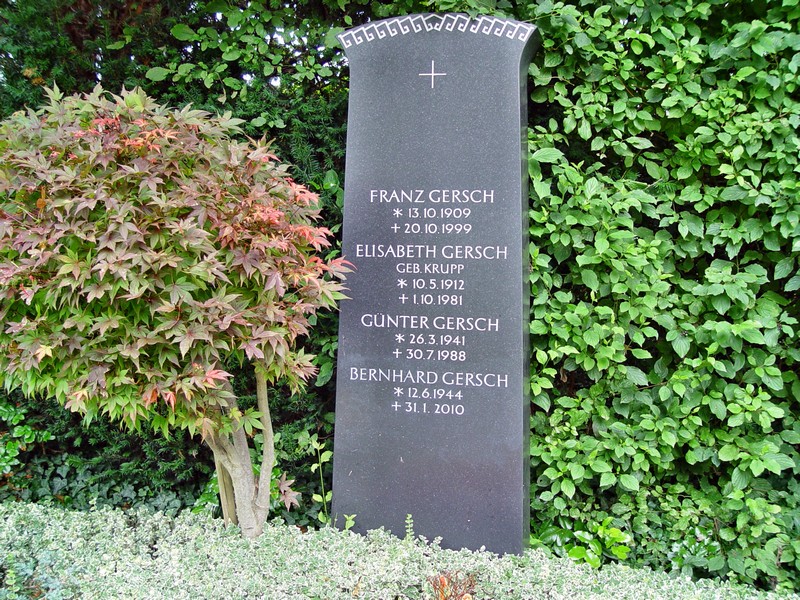 FRANZ GERSCH
* 13.10.1909
+ 20.10.1999
ELISABETH GERSCH
GEB. KRUPP
* 10.5.1912
+ 1.10.1981
GÜNTER GERSCH
* 26.3.1941
+ 30.7.1988
BERNHARD GERSCH
* 12.6.1944
+ 31.1.2010